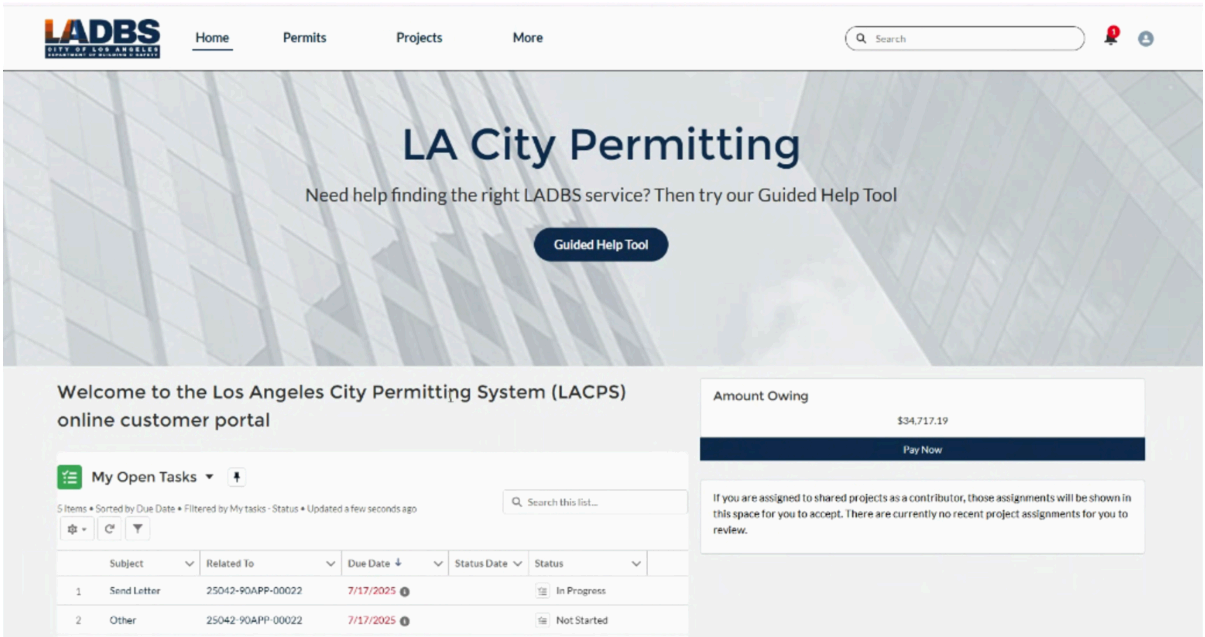 LADBS
CITY OF LOS ANGELES
DEPARTMENT OF BUILDING & SAFETY
Home Permits Projects More
Search
1
LA City Permitting
Need help finding the right LADBS service? Then try our Guided Help Tool
Guided Help Tool
Welcome to the Los Angeles City Permitting System (LACPS)
online customer portal
My Open Tasks
5 items • Sorted by Due Date • Filtered by My tasks - Status • Updated a few seconds ago
Search this list...
Subject Related To Due Date Status Date Status
1 Send Letter 25042-90APP-00022 7/17/2025 In Progress
2 Other 25042-90APP-00022 7/17/2025 Not Started
Amount Owing
$34,717.19
Pay Now
If you are assigned to shared projects as a contributor, those assignments will be shown in
this space for you to accept. There are currently no recent project assignments for you to
review.